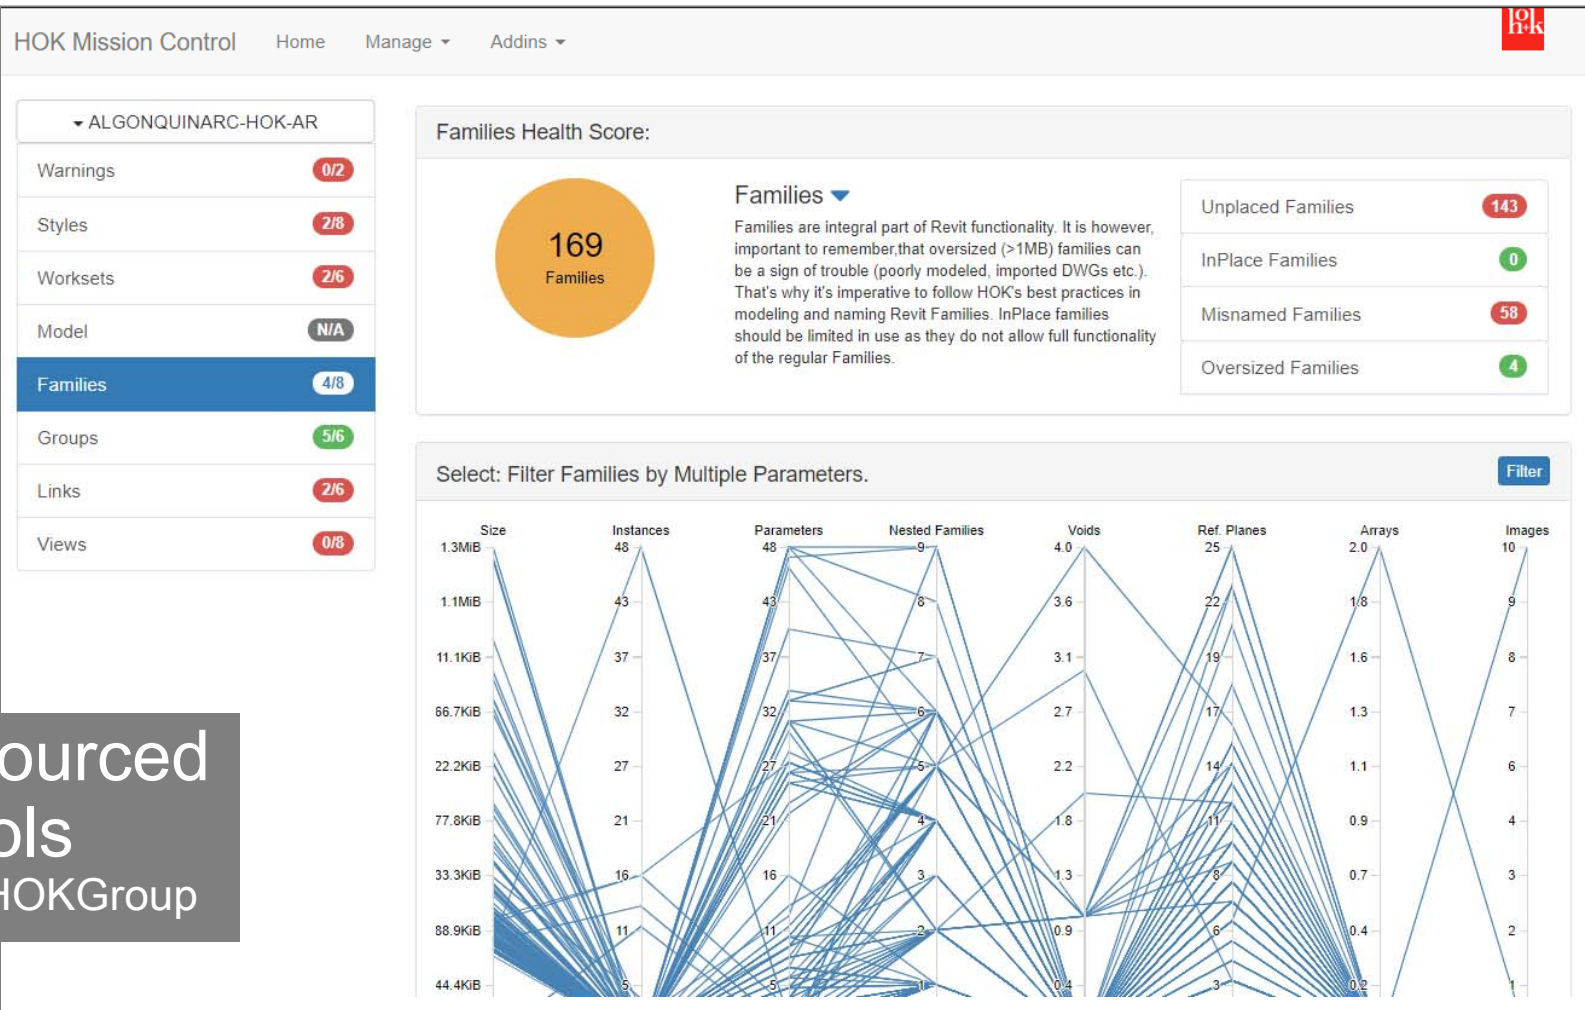 HOK Mission Control Home Manage Addins
ho+k
ALGONQUINARC-HOK-AR
Warnings 0/2
Styles 2/8
Worksets 2/6
Model N/A
Families 4/8
Groups 5/6
Links 2/6
Views 0/8
Families Health Score:
169
Families
Families
Families are integral part of Revit functionality. It is however,
important to remember,that oversized (>1MB) families can
be a sign of trouble (poorly modeled, imported DWGs etc.).
That's why it's imperative to follow HOK's best practices in
modeling and naming Revit Families. InPlace families
should be limited in use as they do not allow full functionality
of the regular Families.
Unplaced Families 143
InPlace Families 0
Misnamed Families 58
Oversized Families 4
Select: Filter Families by Multiple Parameters. Filter
Size Instances Parameters Nested Families Voids Ref. Planes Arrays Images
1.3MiB 48 48 9 4.0 25 2.0 10
1.1MiB 43 43 8 3.6 22 1.8 9
11.1KiB 37 37 7 3.1 19 1.6 8
66.7KiB 32 32 6 2.7 17 1.3 7
22.2KiB 27 27 5 2.2 14 1.1 6
77.8KiB 21 21 4 1.8 11 0.9 4
33.3KiB 16 16 3 1.3 8 0.7 3
88.9KiB 11 11 2 0.9 6 0.4 2
44.4KiB 5 5 1 0.4 3 0.2 1
ourced
ols
HOKGroup